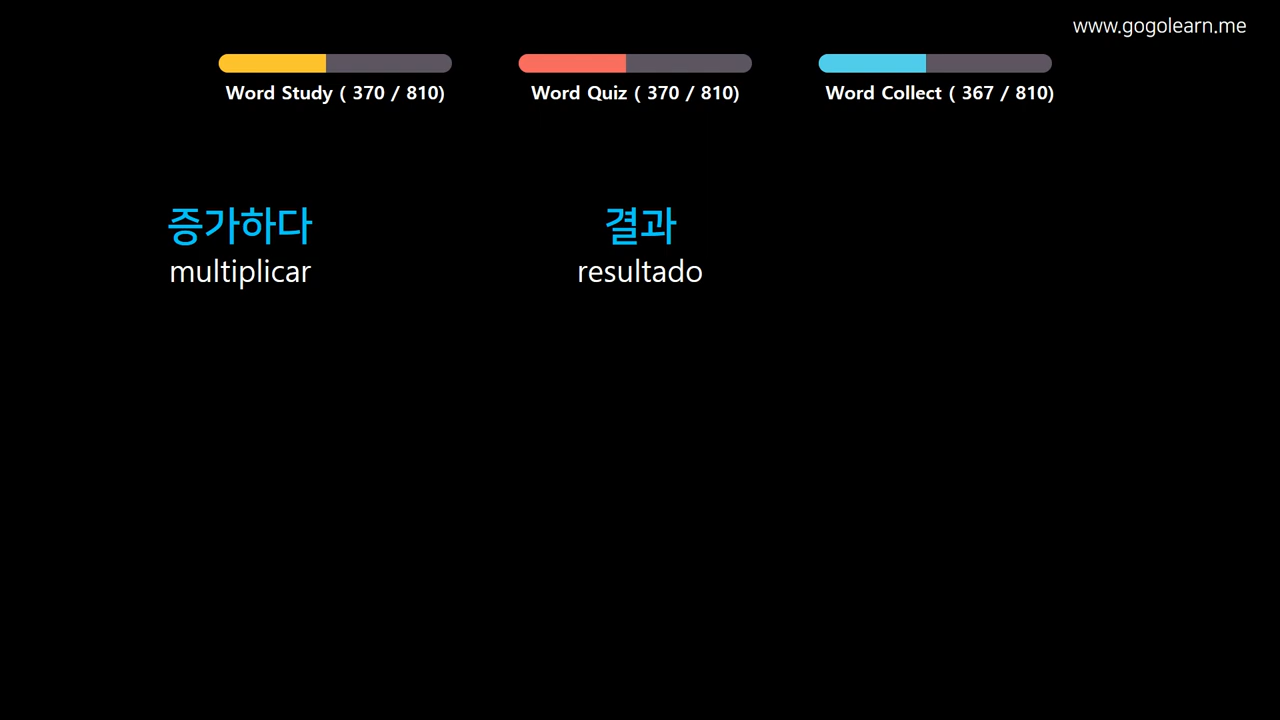 www.gogolearn.me
Word Study ( 370 / 810)
Word Quiz ( 370 / 810)
Word Collect ( 367 / 810)
증가하다
multiplicar
결과
resultado